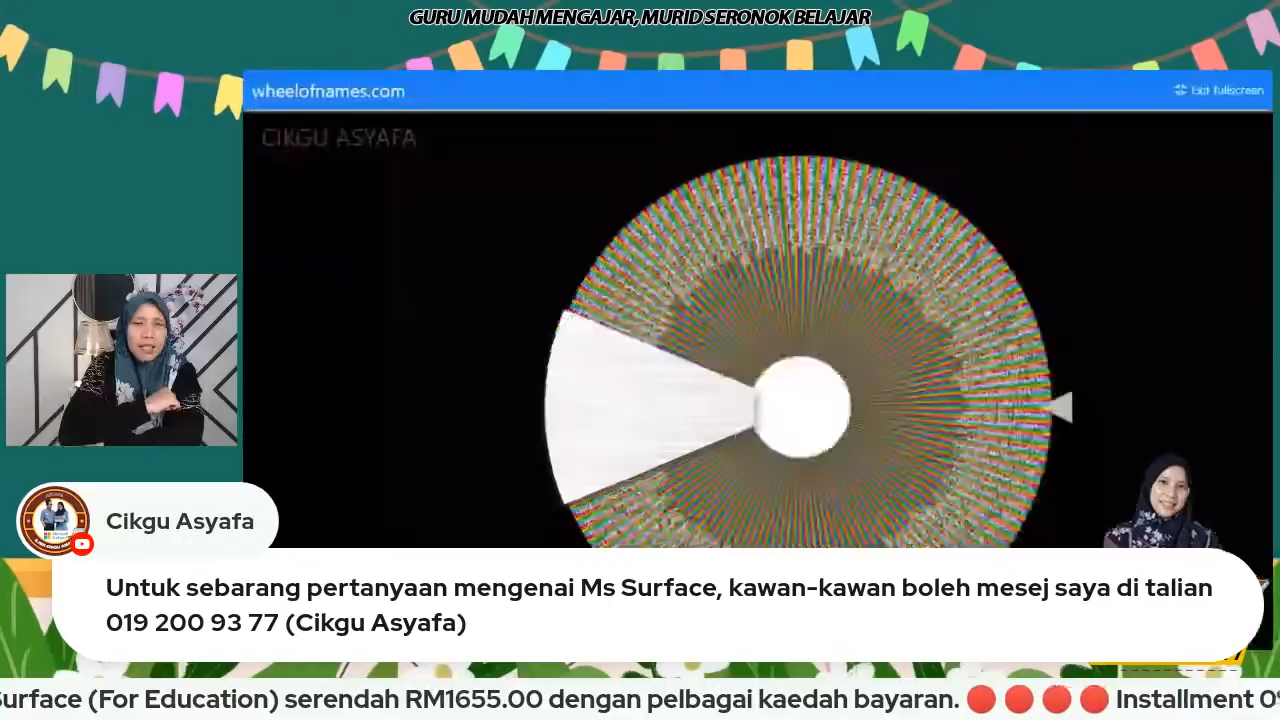 GURU MUDAH MENGAJAR, MURID SERONOK BELAJAR
wheelofnames.com
Exit fullscreen
CIKGU ASYAFA
Cikgu Asyafa
Untuk sebarang pertanyaan mengenai Ms Surface, kawan-kawan boleh mesej saya di talian
019 200 93 77 (Cikgu Asyafa)
Surface (For Education) serendah RM1655.00 dengan pelbagai kaedah bayaran. 🔴 🔴 🔴 🔴 Installment